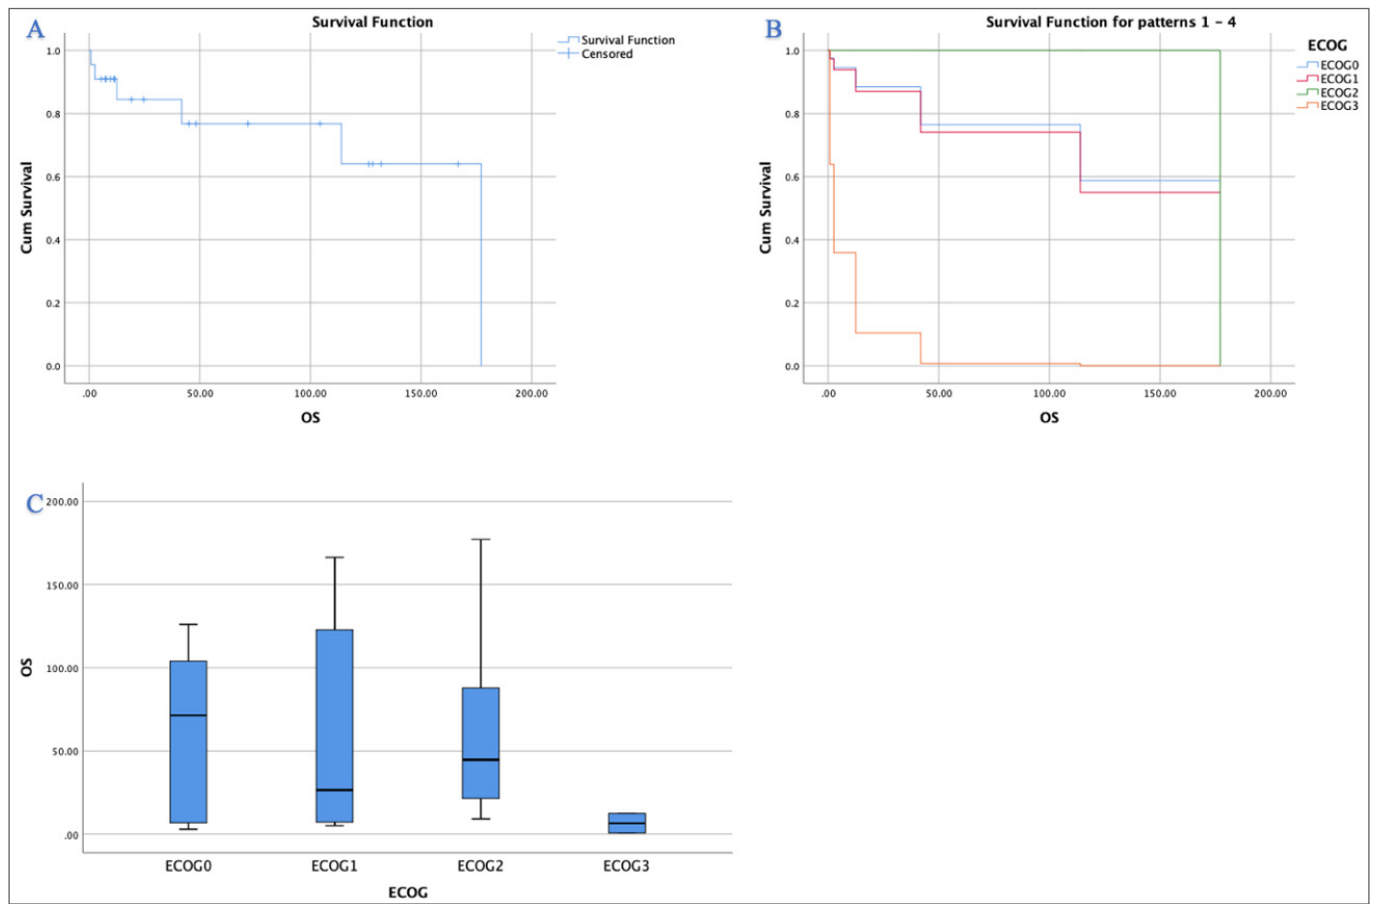 A
Survival Function
Survival Function
Censored
1.0
0.8
0.6
0.4
0.2
0.0
Cum Survival
.00 50.00 100.00 150.00 200.00
OS
B
Survival Function for patterns 1 – 4
ECOG
ECOG0
ECOG1
ECOG2
ECOG3
1.0
0.8
0.6
0.4
0.2
0.0
Cum Survival
.00 50.00 100.00 150.00 200.00
OS
C
200.00
150.00
100.00
50.00
.00
OS
ECOG0 ECOG1 ECOG2 ECOG3
ECOG